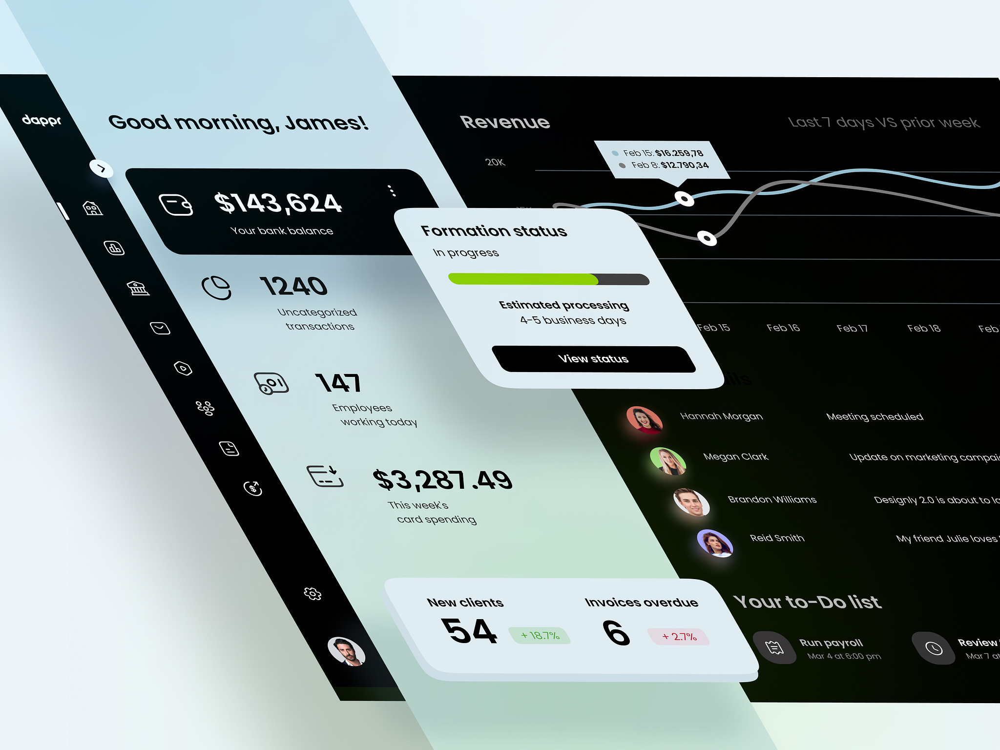 dappr
Good morning, James!
$143,624
Your bank balance
1240
Uncategorized
transactions
147
Employees
working today
$3,287.49
This week's
card spending
Formation status
In progress
Estimated processing
4-5 business days
View status
New clients
54
+ 18.7%
Invoices overdue
6
+ 2.7%
Revenue
Last 7 days VS prior week
Feb 15: $16.259,78
Feb 8: $12.790,34
20K
Feb 15
Feb 16
Feb 17
Feb 18
Feb
Hannah Morgan
Meeting scheduled
Megan Clark
Update on marketing
Brandon Williams
Designly 2.0 is about to
Reid Smith
My friend Julie loves
Your to-Do list
Run payroll
Mar 4 at 6:00 pm
Review
Mar 7 at